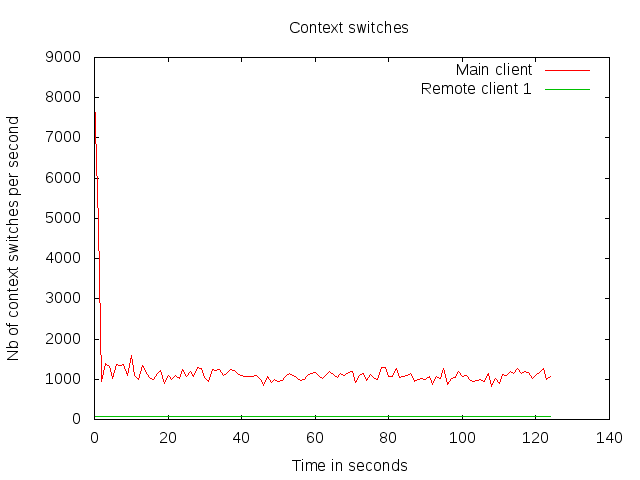 Context switches
Main client
Remote client 1
Nb of context switches per second
9000
8000
7000
6000
5000
4000
3000
2000
1000
0
0 20 40 60 80 100 120 140
Time in seconds